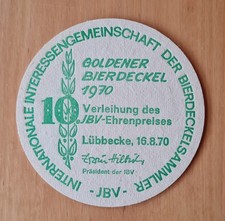 INTERNATIONALE INTERESSENGEMEINSCHAFT DER BIERDECKELSAMMLER
- JBV -
GOLDENER
BIERDECKEL
1970
10
Verleihung des
JBV-Ehrenpreises
Lübbecke, 16.8.70
Präsident der IBV